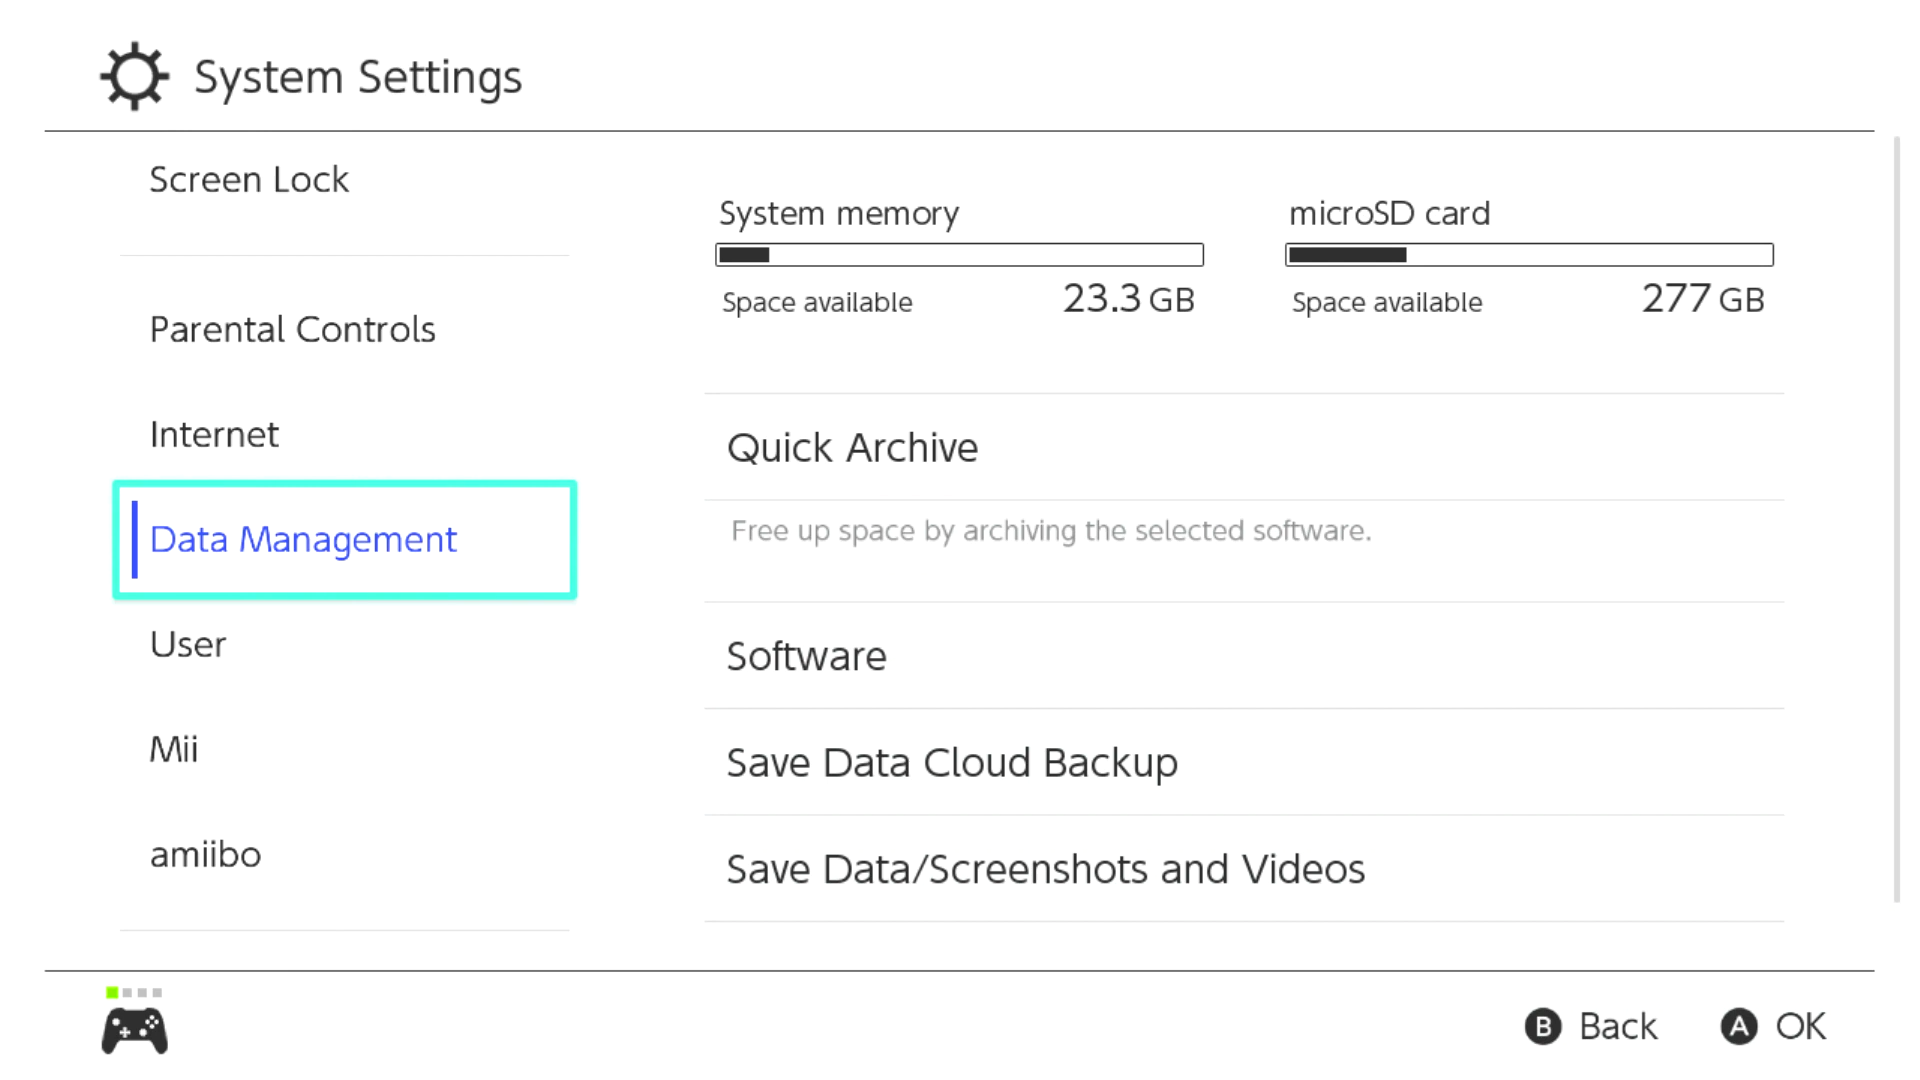 System Settings
Screen Lock
Parental Controls
Internet
Data Management
User
Mii
amiibo
System memory
Space available 23.3 GB
microSD card
Space available 277 GB
Quick Archive
Free up space by archiving the selected software.
Software
Save Data Cloud Backup
Save Data/Screenshots and Videos
B Back A OK